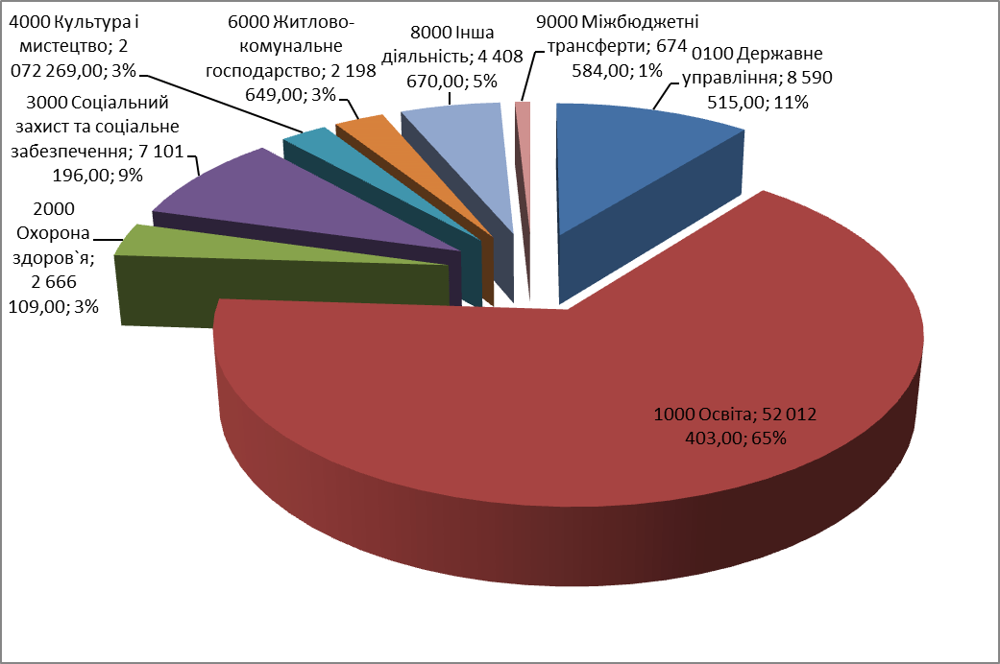 4000 Культура і
мистецтво; 2
072 269,00; 3%
6000 Житлово-
комунальне
господарство; 2 198
649,00; 3%
8000 Інша
діяльність; 4 408
670,00; 5%
9000 Міжбюджетні
трансферти; 674
584,00; 1%
0100 Державне
управління; 8 590
515,00; 11%
3000 Соціальний
захист та соціальне
забезпечення; 7 101
196,00; 9%
2000
Охорона
здоров`я;
2 666
109,00; 3%
1000 Освіта; 52 012
403,00; 65%